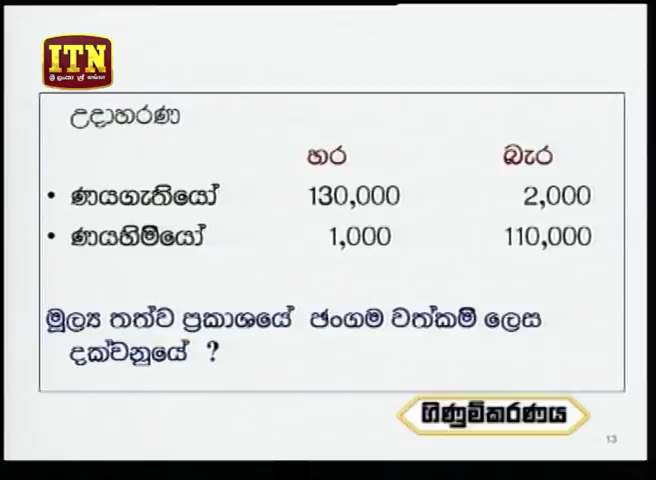 ITN
උදාහරණ
හර බැර
• ණයගැතියෝ 130,000 2,000
• ණයහිමියෝ 1,000 110,000
මූල්‍ය තත්ව ප්‍රකාශයේ ජංගම වත්කම් ලෙස
දක්වනුයේ ?
ගිණුම්කරණය
13